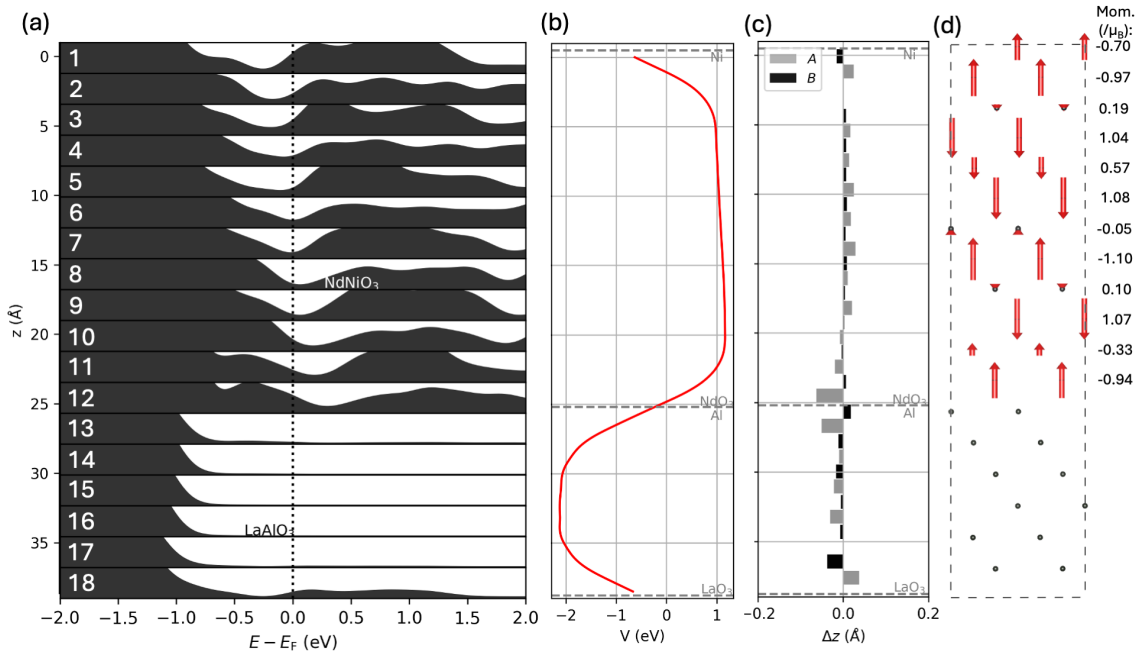 (a)
(b)
(c)
(d)
Mom.
(/μB):
-0.70
-0.97
0.19
1.04
0.57
1.08
-0.05
-1.10
0.10
1.07
-0.33
-0.94
0
5
10
15
20
25
30
35
z (Å)
1
2
3
4
5
6
7
8
9
10
11
12
13
14
15
16
17
18
NdNiO3
LaAlO3
−2.0
−1.5
−1.0
−0.5
0.0
0.5
1.0
1.5
2.0
E − EF (eV)
Ni
NdO3
Al
LaO3
−2
−1
0
1
V (eV)
A
B
Ni
NdO3
Al
LaO3
−0.2
0.0
0.2
Δz (Å)